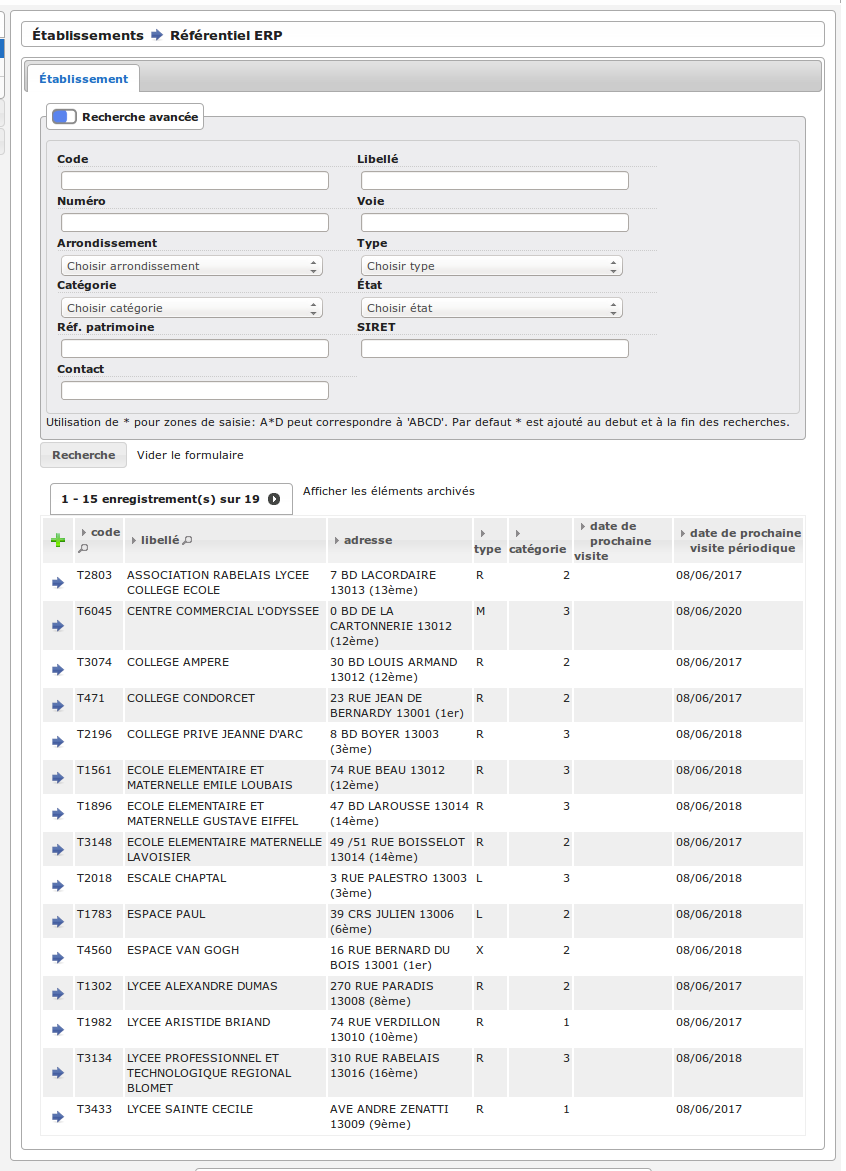 Établissements Référentiel ERP
Établissement
Recherche avancée
Code Libellé
Numéro Voie
Arrondissement Type
Choisir arrondissement Choisir type
Catégorie État
Choisir catégorie Choisir état
Réf. patrimoine SIRET
Contact
Utilisation de * pour zones de saisie: A*D peut correspondre à 'ABCD'. Par defaut * est ajouté au debut et à la fin des recherches.
Recherche Vider le formulaire
1 - 15 enregistrement(s) sur 19 Afficher les éléments archivés
code libellé adresse type catégorie date de prochaine visite date de prochaine visite périodique
T2803 ASSOCIATION RABELAIS LYCEE 7 BD LACORDAIRE R 2 08/06/2017
COLLEGE ECOLE 13013 (13ème)
T6045 CENTRE COMMERCIAL L'ODYSSEE 0 BD DE LA M 3 08/06/2020
CARTONNERIE 13012
(12ème)
T3074 COLLEGE AMPERE 30 BD LOUIS ARMAND R 2 08/06/2017
13012 (12ème)
T471 COLLEGE CONDORCET 23 RUE JEAN DE R 2 08/06/2017
BERNARDY 13001 (1er)
T2196 COLLEGE PRIVE JEANNE D'ARC 8 BD BOYER 13003 R 3 08/06/2018
(3ème)
T1561 ECOLE ELEMENTAIRE ET 74 RUE BEAU 13012 R 3 08/06/2018
MATERNELLE EMILE LOUBAIS (12ème)
T1896 ECOLE ELEMENTAIRE ET 47 BD LAROUSSE 13014 R 3 08/06/2018
MATERNELLE GUSTAVE EIFFEL (14ème)
T3148 ECOLE ELEMENTAIRE MATERNELLE 49 /51 RUE BOISSELOT R 2 08/06/2017
LAVOISIER 13014 (14ème)
T2018 ESCALE CHAPTAL 3 RUE PALESTRO 13003 L 3 08/06/2018
(3ème)
T1783 ESPACE PAUL 39 CRS JULIEN 13006 L 2 08/06/2018
(6ème)
T4560 ESPACE VAN GOGH 16 RUE BERNARD DU X 2 08/06/2018
BOIS 13001 (1er)
T1302 LYCEE ALEXANDRE DUMAS 270 RUE PARADIS R 2 08/06/2017
13008 (8ème)
T1982 LYCEE ARISTIDE BRIAND 74 RUE VERDILLON R 1 08/06/2017
13010 (10ème)
T3134 LYCEE PROFESSIONNEL ET 310 RUE RABELAIS R 3 08/06/2018
TECHNOLOGIQUE REGIONAL 13016 (16ème)
BLOMET
T3433 LYCEE SAINTE CECILE AVE ANDRE ZENATTI R 1 08/06/2017
13009 (9ème)